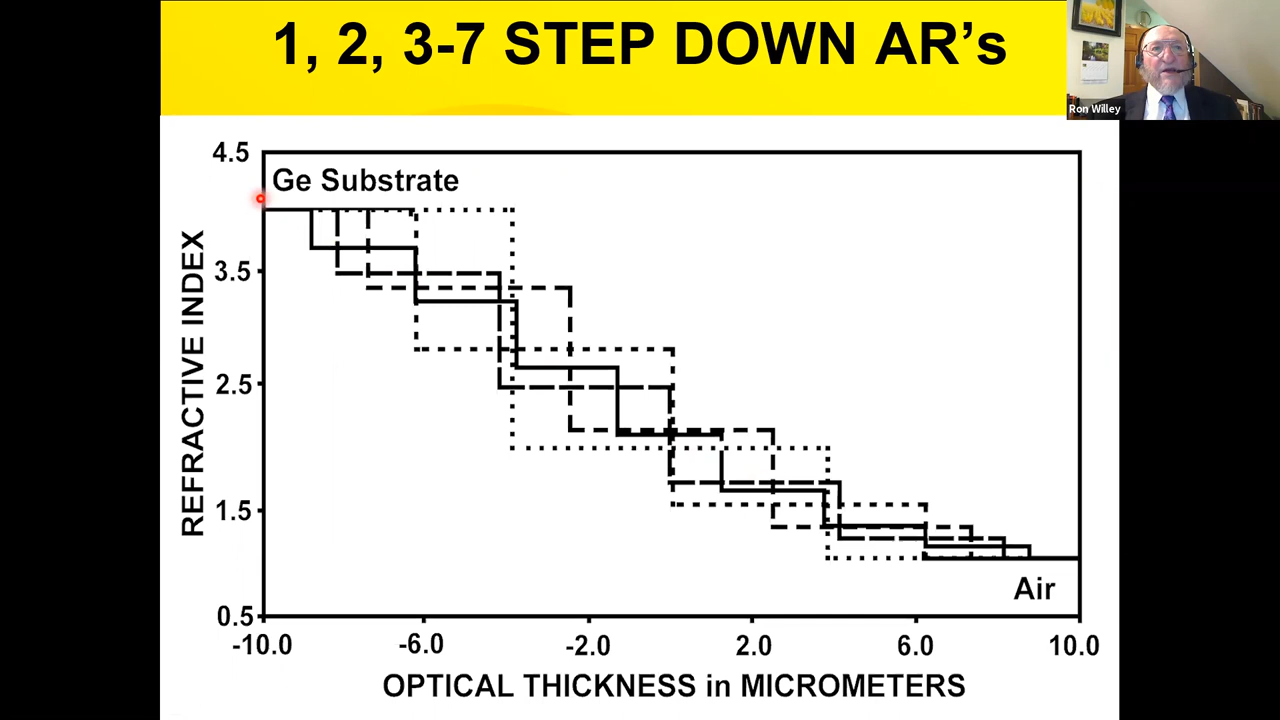 1, 2, 3-7 STEP DOWN AR’s
Ron Willey
4.5
Ge Substrate
3.5
2.5
1.5
0.5
REFRACTIVE INDEX
Air
-10.0
-6.0
-2.0
2.0
6.0
10.0
OPTICAL THICKNESS in MICROMETERS